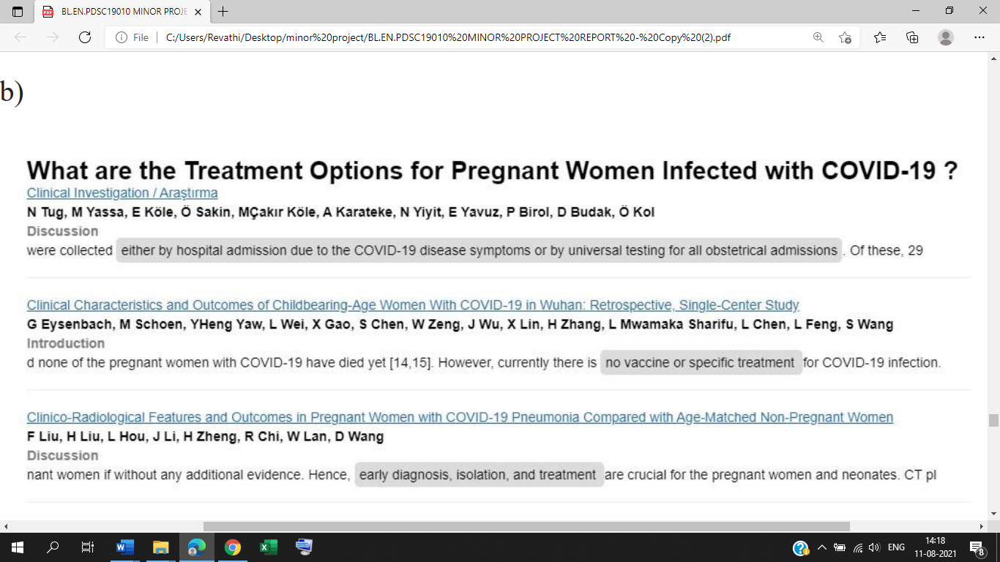 BL.EN.PDSC19010 MINOR PROJE
File
C:/Users/Revathi/Desktop/minor%20project/BL.EN.PDSC19010%20MINOR%20PROJECT%20REPORT%20-%20Copy%20(2).pdf
b)
What are the Treatment Options for Pregnant Women Infected with COVID-19 ?
Clinical Investigation / Araştırma
N Tug, M Yassa, E Köle, Ö Sakin, MÇakır Köle, A Karateke, N Yiyit, E Yavuz, P Birol, D Budak, Ö Kol
Discussion
were collected either by hospital admission due to the COVID-19 disease symptoms or by universal testing for all obstetrical admissions . Of these, 29
Clinical Characteristics and Outcomes of Childbearing-Age Women With COVID-19 in Wuhan: Retrospective, Single-Center Study
G Eysenbach, M Schoen, YHeng Yaw, L Wei, X Gao, S Chen, W Zeng, J Wu, X Lin, H Zhang, L Mwamaka Sharifu, L Chen, L Feng, S Wang
Introduction
d none of the pregnant women with COVID-19 have died yet [14,15]. However, currently there is no vaccine or specific treatment for COVID-19 infection.
Clinico-Radiological Features and Outcomes in Pregnant Women with COVID-19 Pneumonia Compared with Age-Matched Non-Pregnant Women
F Liu, H Liu, L Hou, J Li, H Zheng, R Chi, W Lan, D Wang
Discussion
nant women if without any additional evidence. Hence, early diagnosis, isolation, and treatment are crucial for the pregnant women and neonates. CT pl
ENG
14:18
11-08-2021
8